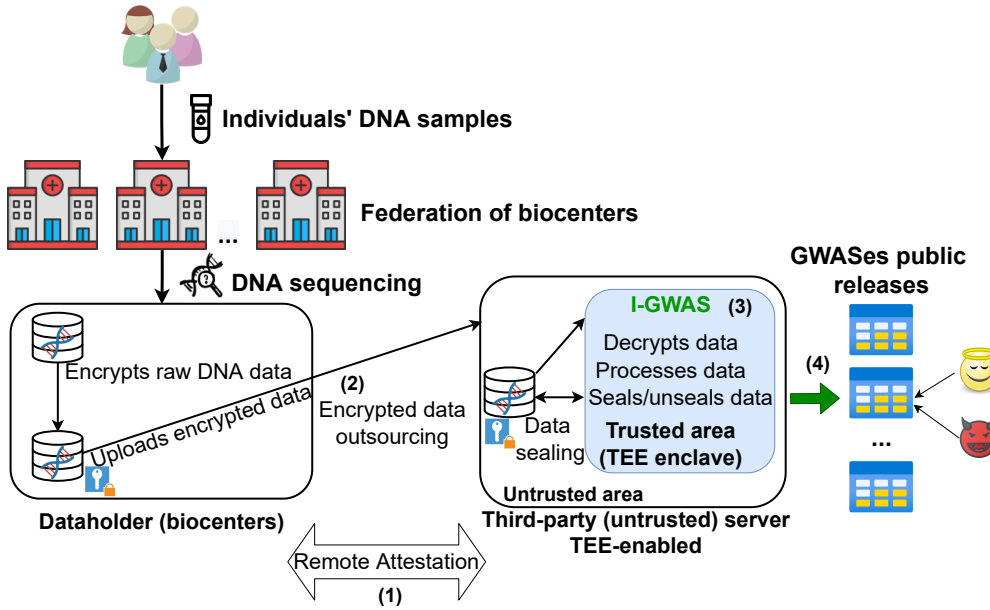 Individuals' DNA samples
Federation of biocenters
...
DNA sequencing
GWASes public
releases
I-GWAS (3)
Encrypts raw DNA data
Uploads encrypted data
(2)
Encrypted data
outsourcing
Decrypts data
Processes data
Seals/unseals data
Data
sealing
Trusted area
(TEE enclave)
(4)
...
Untrusted area
Dataholder (biocenters)
Third-party (untrusted) server
TEE-enabled
Remote Attestation
(1)